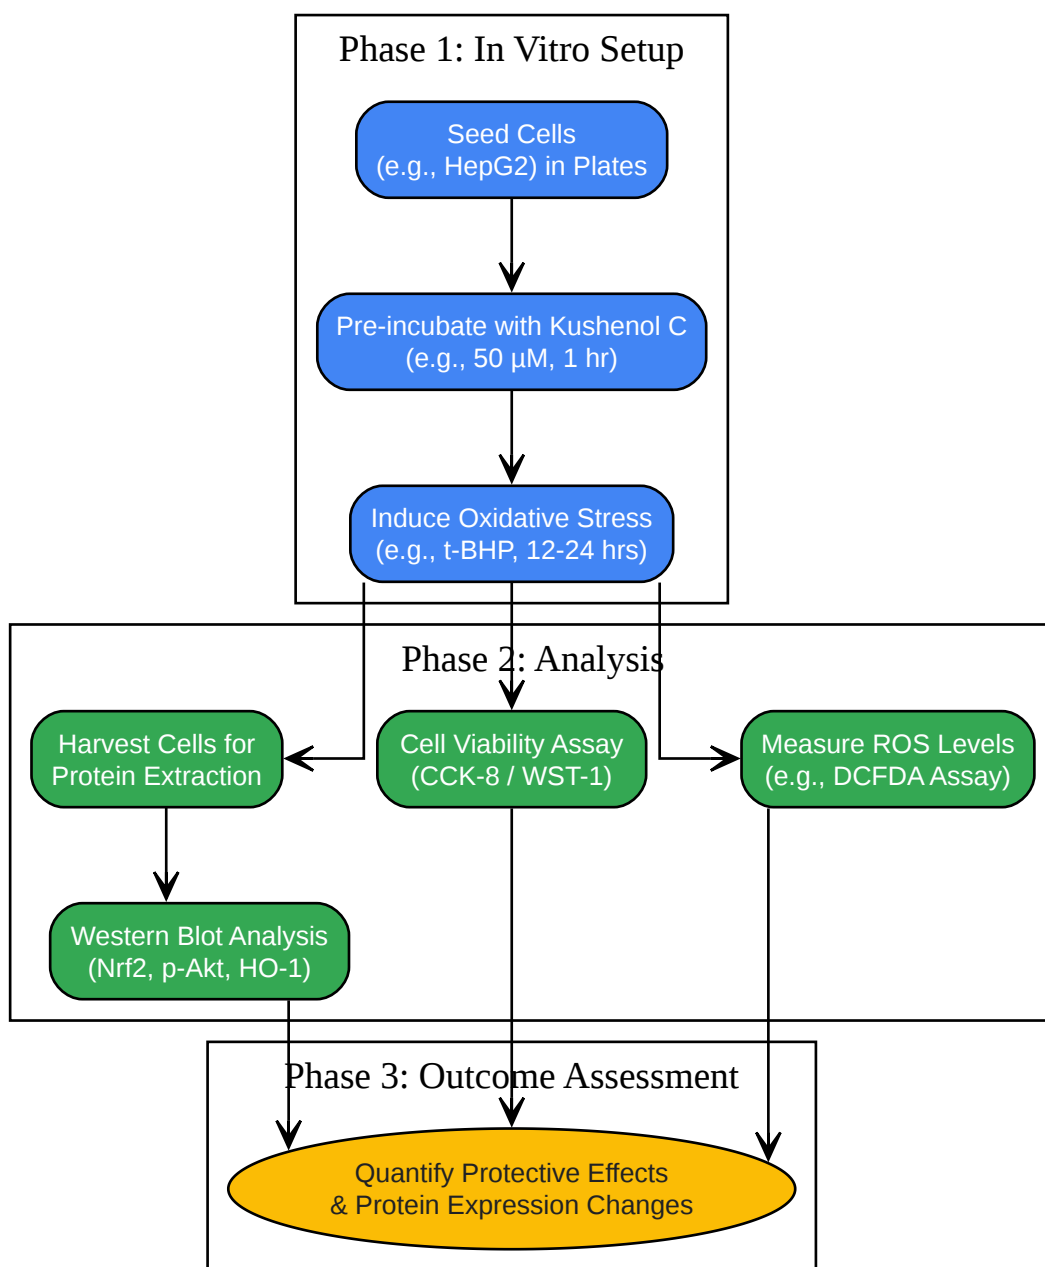 Phase 1: In Vitro Setup
Seed Cells
(e.g., HepG2) in Plates
Pre-incubate with Kushenol C
(e.g., 50 µM, 1 hr)
Induce Oxidative Stress
(e.g., t-BHP, 12-24 hrs)
Phase 2: Analysis
Harvest Cells for
Protein Extraction
Cell Viability Assay
(CCK-8 / WST-1)
Measure ROS Levels
(e.g., DCFDA Assay)
Western Blot Analysis
(Nrf2, p-Akt, HO-1)
Phase 3: Outcome Assessment
Quantify Protective Effects
& Protein Expression Changes